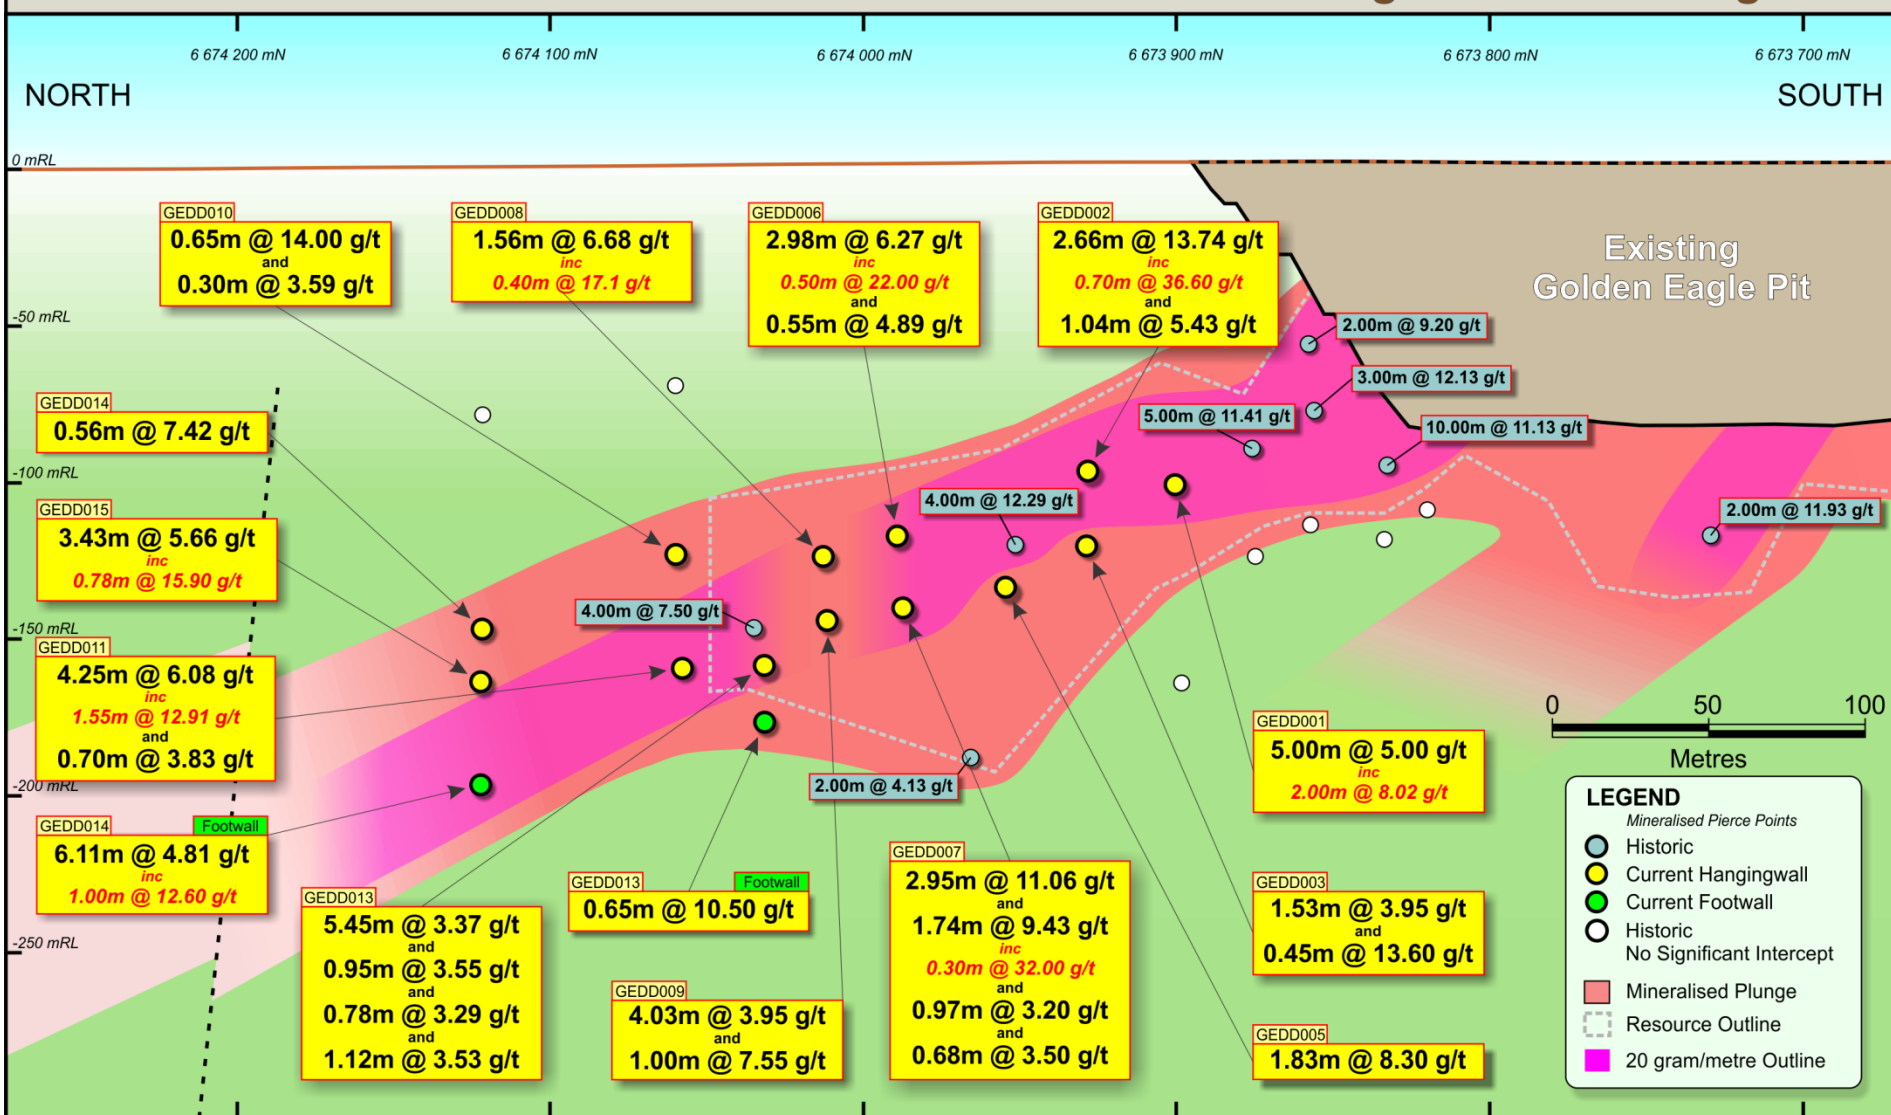 6 674 200 mN
6 674 100 mN
6 674 000 mN
6 673 900 mN
6 673 800 mN
6 673 700 mN
NORTH
SOUTH
0 mRL
-50 mRL
-100 mRL
-150 mRL
-200 mRL
-250 mRL
Existing
Golden Eagle Pit
GEDD010
0.65m @ 14.00 g/t
and
0.30m @ 3.59 g/t
GEDD008
1.56m @ 6.68 g/t
inc
0.40m @ 17.1 g/t
GEDD006
2.98m @ 6.27 g/t
inc
0.50m @ 22.00 g/t
and
0.55m @ 4.89 g/t
GEDD002
2.66m @ 13.74 g/t
inc
0.70m @ 36.60 g/t
and
1.04m @ 5.43 g/t
2.00m @ 9.20 g/t
3.00m @ 12.13 g/t
5.00m @ 11.41 g/t
10.00m @ 11.13 g/t
4.00m @ 12.29 g/t
2.00m @ 11.93 g/t
4.00m @ 7.50 g/t
2.00m @ 4.13 g/t
GEDD014
0.56m @ 7.42 g/t
GEDD015
3.43m @ 5.66 g/t
inc
0.78m @ 15.90 g/t
GEDD011
4.25m @ 6.08 g/t
inc
1.55m @ 12.91 g/t
and
0.70m @ 3.83 g/t
GEDD014
Footwall
6.11m @ 4.81 g/t
inc
1.00m @ 12.60 g/t
GEDD013
5.45m @ 3.37 g/t
and
0.95m @ 3.55 g/t
and
0.78m @ 3.29 g/t
and
1.12m @ 3.53 g/t
GEDD013
Footwall
0.65m @ 10.50 g/t
GEDD009
4.03m @ 3.95 g/t
and
1.00m @ 7.55 g/t
GEDD007
2.95m @ 11.06 g/t
and
1.74m @ 9.43 g/t
inc
0.30m @ 32.00 g/t
and
0.97m @ 3.20 g/t
and
0.68m @ 3.50 g/t
GEDD001
5.00m @ 5.00 g/t
inc
2.00m @ 8.02 g/t
GEDD003
1.53m @ 3.95 g/t
and
0.45m @ 13.60 g/t
GEDD005
1.83m @ 8.30 g/t
0 50 100
Metres
LEGEND
Mineralised Pierce Points
Historic
Current Hangingwall
Current Footwall
Historic
No Significant Intercept
Mineralised Plunge
Resource Outline
20 gram/metre Outline